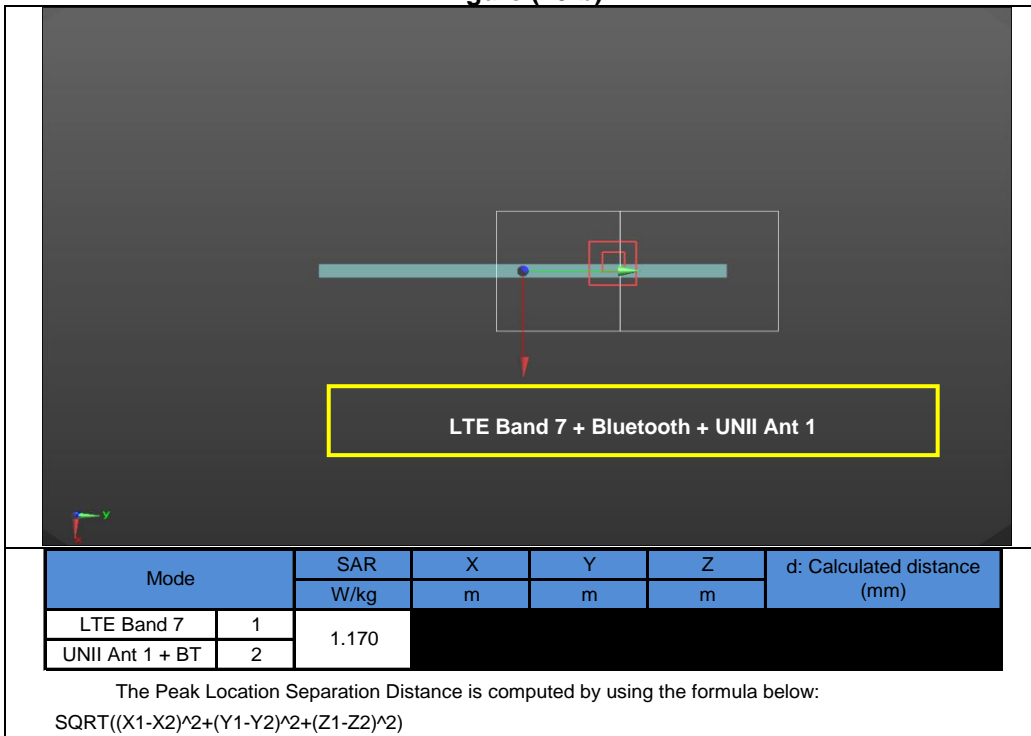 LTE Band 7 + Bluetooth + UNII Ant 1
Y
X
Mode SAR X Y Z d: Calculated distance (mm)
W/kg m m m
LTE Band 7 1 1.170
UNII Ant 1 + BT 2
The Peak Location Separation Distance is computed by using the formula below:
SQRT((X1-X2)^2+(Y1-Y2)^2+(Z1-Z2)^2)